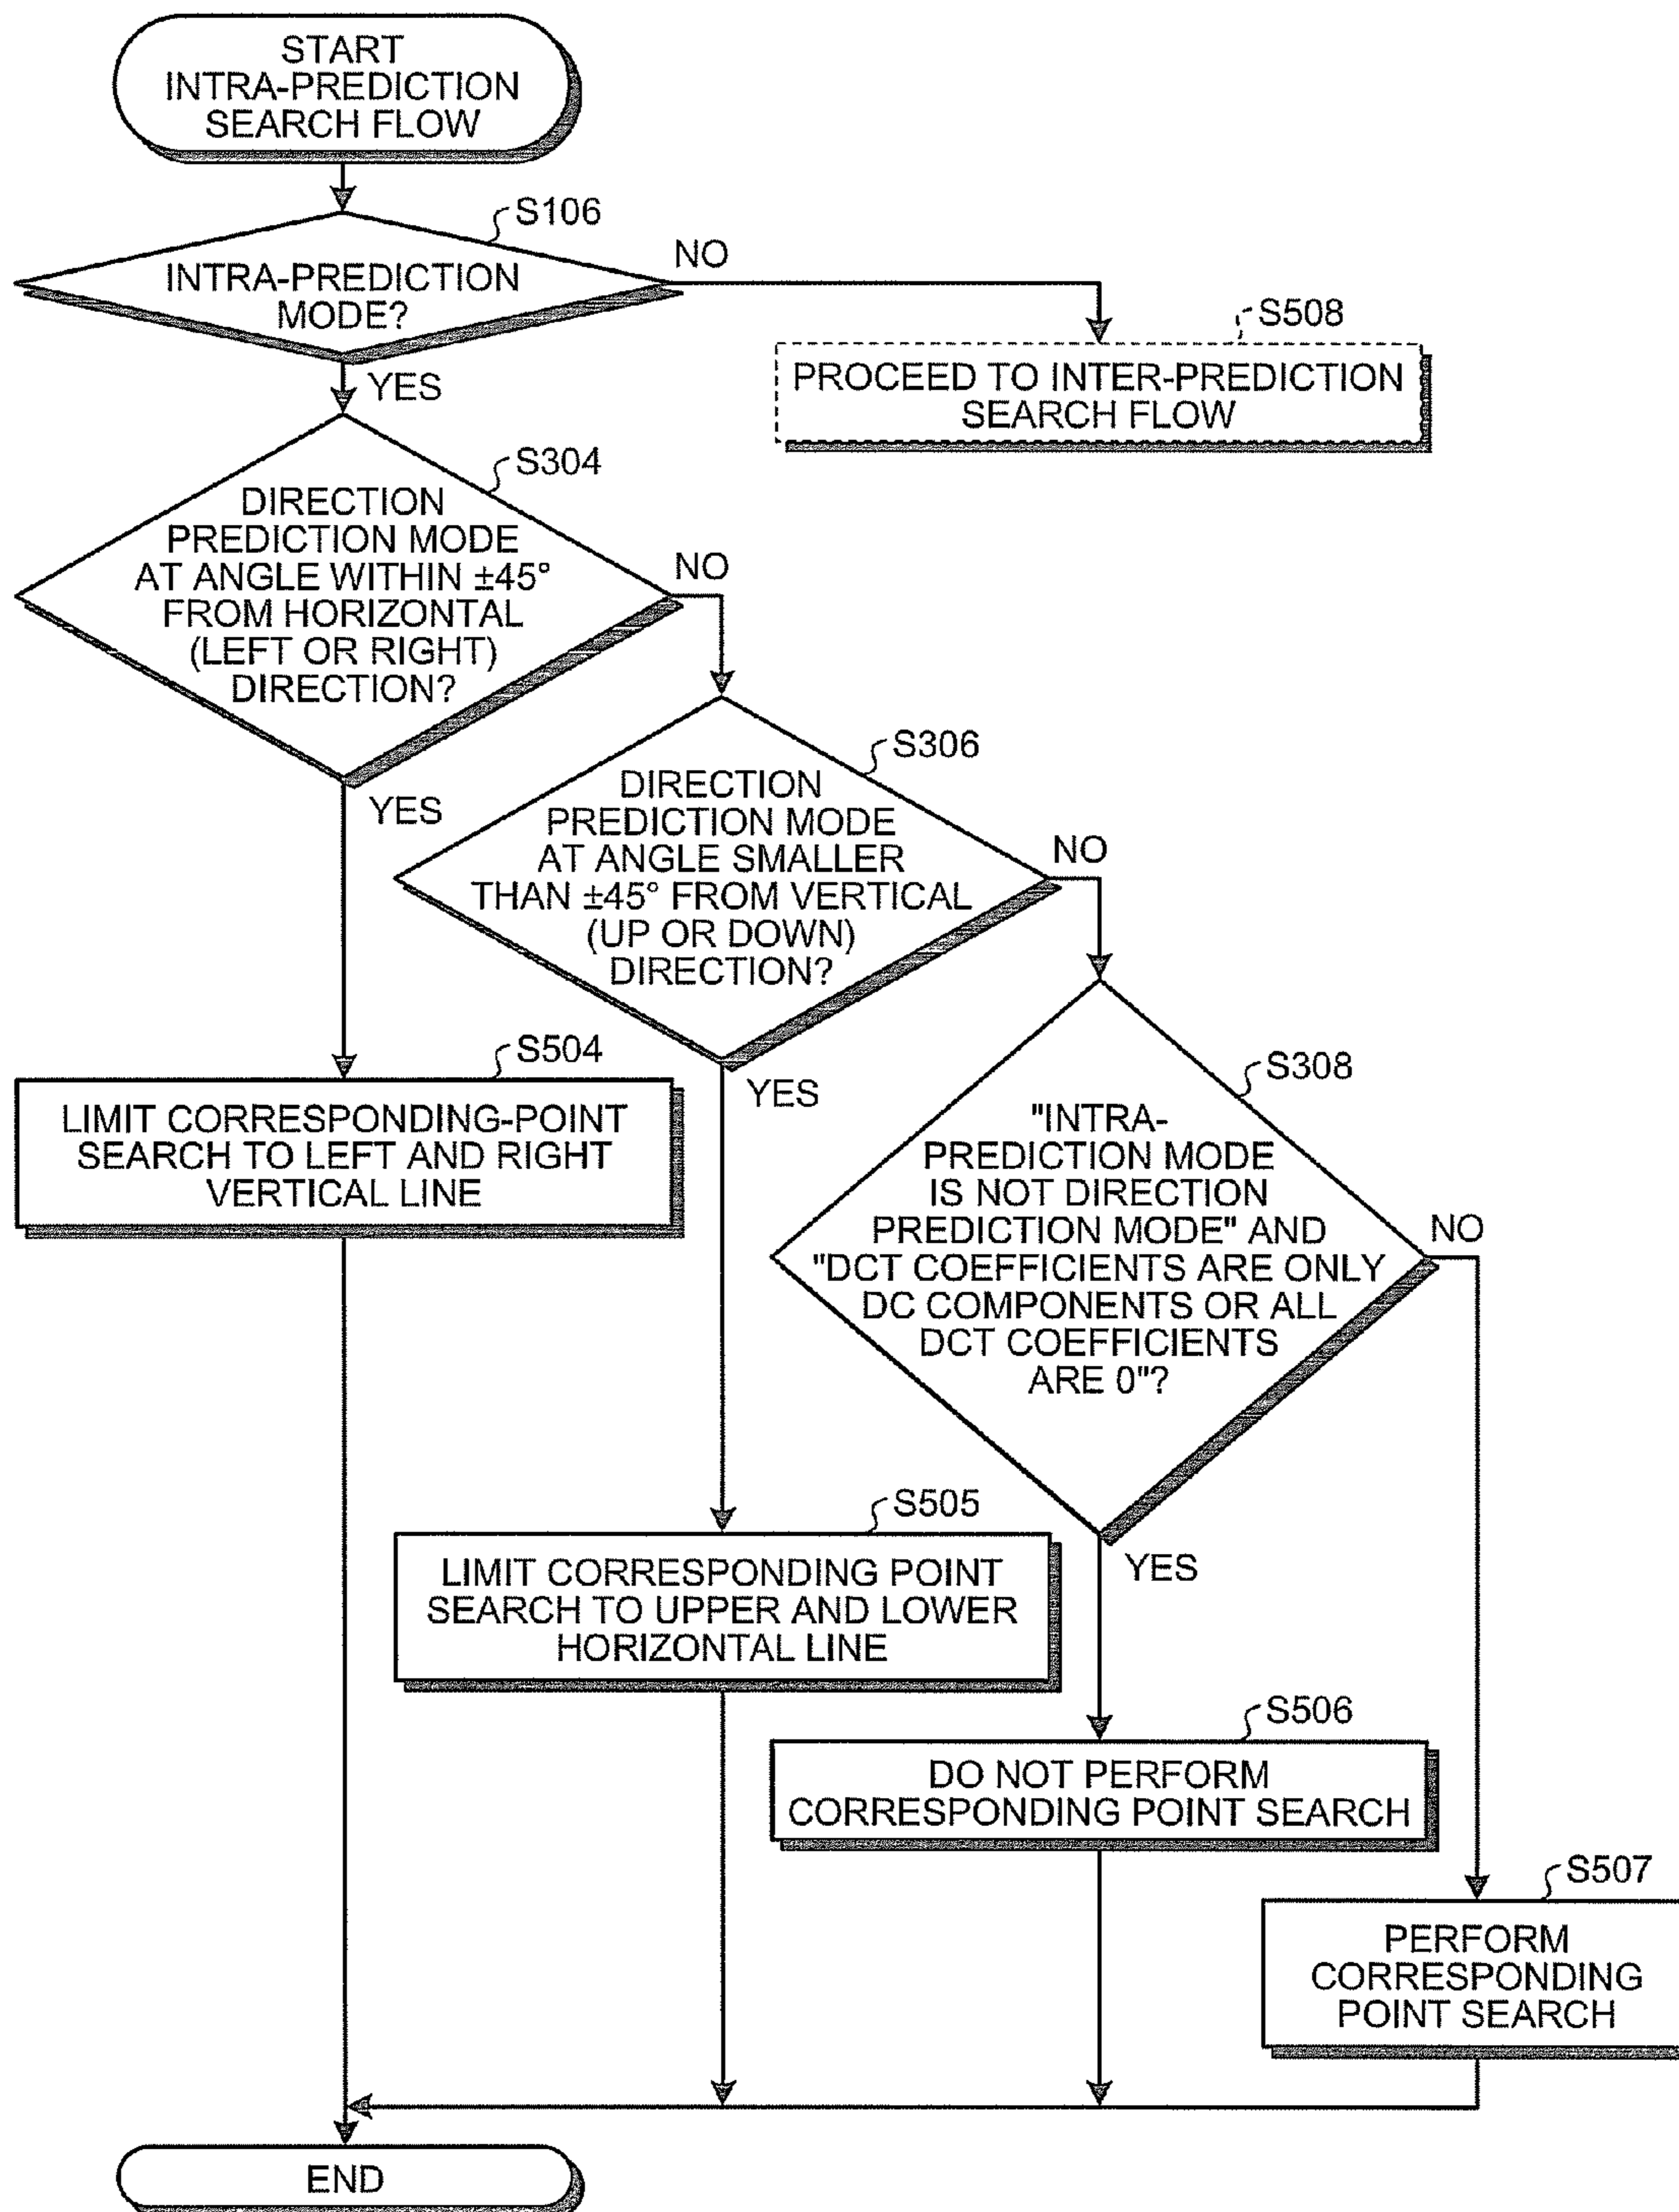 START
INTRA-PREDICTION
SEARCH FLOW
S106
INTRA-PREDICTION
MODE?
NO
YES
S508
PROCEED TO INTER-PREDICTION
SEARCH FLOW
S304
DIRECTION
PREDICTION MODE
AT ANGLE WITHIN ±45°
FROM HORIZONTAL
(LEFT OR RIGHT)
DIRECTION?
NO
YES
S306
DIRECTION
PREDICTION MODE
AT ANGLE SMALLER
THAN ±45° FROM VERTICAL
(UP OR DOWN)
DIRECTION?
NO
YES
S504
LIMIT CORRESPONDING-POINT
SEARCH TO LEFT AND RIGHT
VERTICAL LINE
S308
"INTRA-
PREDICTION MODE
IS NOT DIRECTION
PREDICTION MODE" AND
"DCT COEFFICIENTS ARE ONLY
DC COMPONENTS OR ALL
DCT COEFFICIENTS
ARE 0"?
NO
YES
S505
LIMIT CORRESPONDING POINT
SEARCH TO UPPER AND LOWER
HORIZONTAL LINE
S506
DO NOT PERFORM
CORRESPONDING POINT SEARCH
S507
PERFORM
CORRESPONDING
POINT SEARCH
END